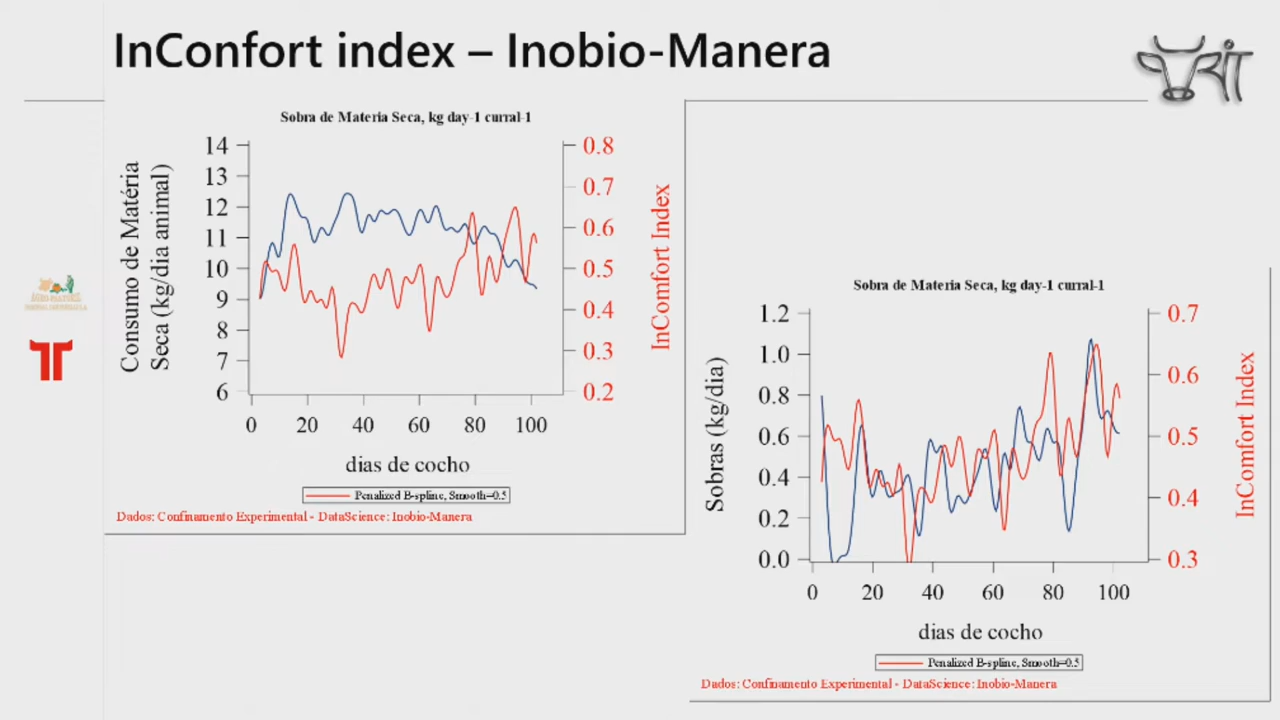 InConfort index – Inobio-Manera
Sobra de Materia Seca, kg day-1 curral-1
Consumo de Matéria
Seca (kg/dia animal)
14
13
12
11
10
9
8
7
6
0.8
0.7
0.6
0.5
0.4
0.3
0.2
InComfort Index
0 20 40 60 80 100
dias de cocho
Penalized B-spline, Smooth=0.5
Dados: Confinamento Experimental - DataScience: Inobio-Manera
Sobra de Materia Seca, kg day-1 curral-1
Sobras (kg/dia)
1.2
1.0
0.8
0.6
0.4
0.2
0.0
0.7
0.6
0.5
0.4
0.3
InComfort Index
0 20 40 60 80 100
dias de cocho
Penalized B-spline, Smooth=0.5
Dados: Confinamento Experimental - DataScience: Inobio-Manera